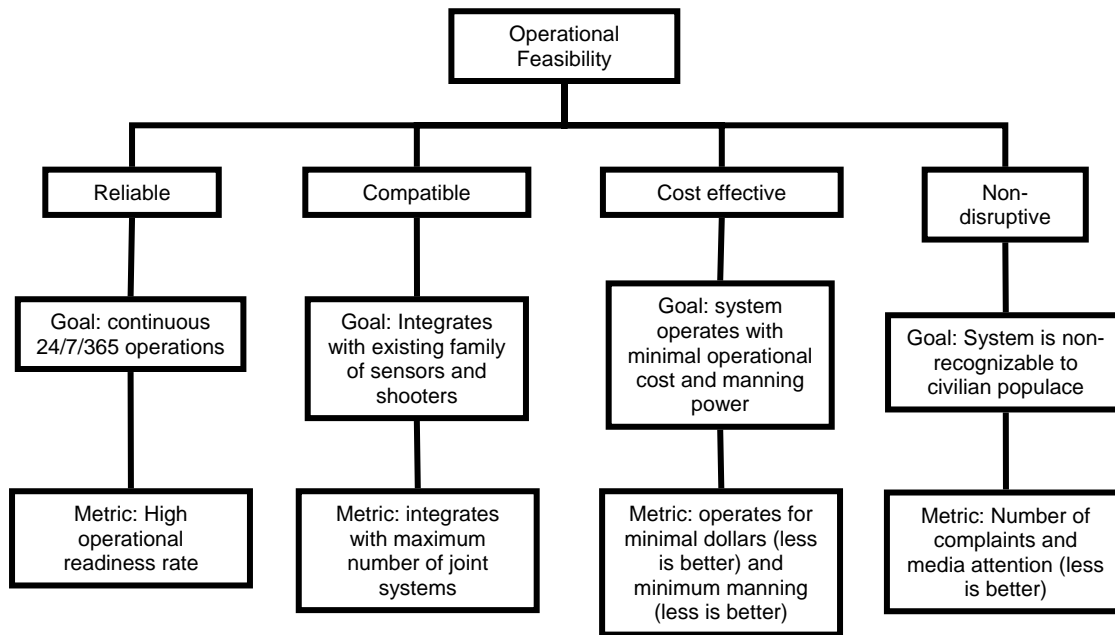 Operational
Feasibility
Reliable
Compatible
Cost effective
Non-
disruptive
Goal: continuous
24/7/365 operations
Goal: Integrates
with existing family
of sensors and
shooters
Goal: system
operates with
minimal operational
cost and manning
power
Goal: System is non-
recognizable to
civilian populace
Metric: High
operational
readiness rate
Metric: integrates
with maximum
number of joint
systems
Metric: operates for
minimal dollars (less
is better) and
minimum manning
(less is better)
Metric: Number of
complaints and
media attention (less
is better)